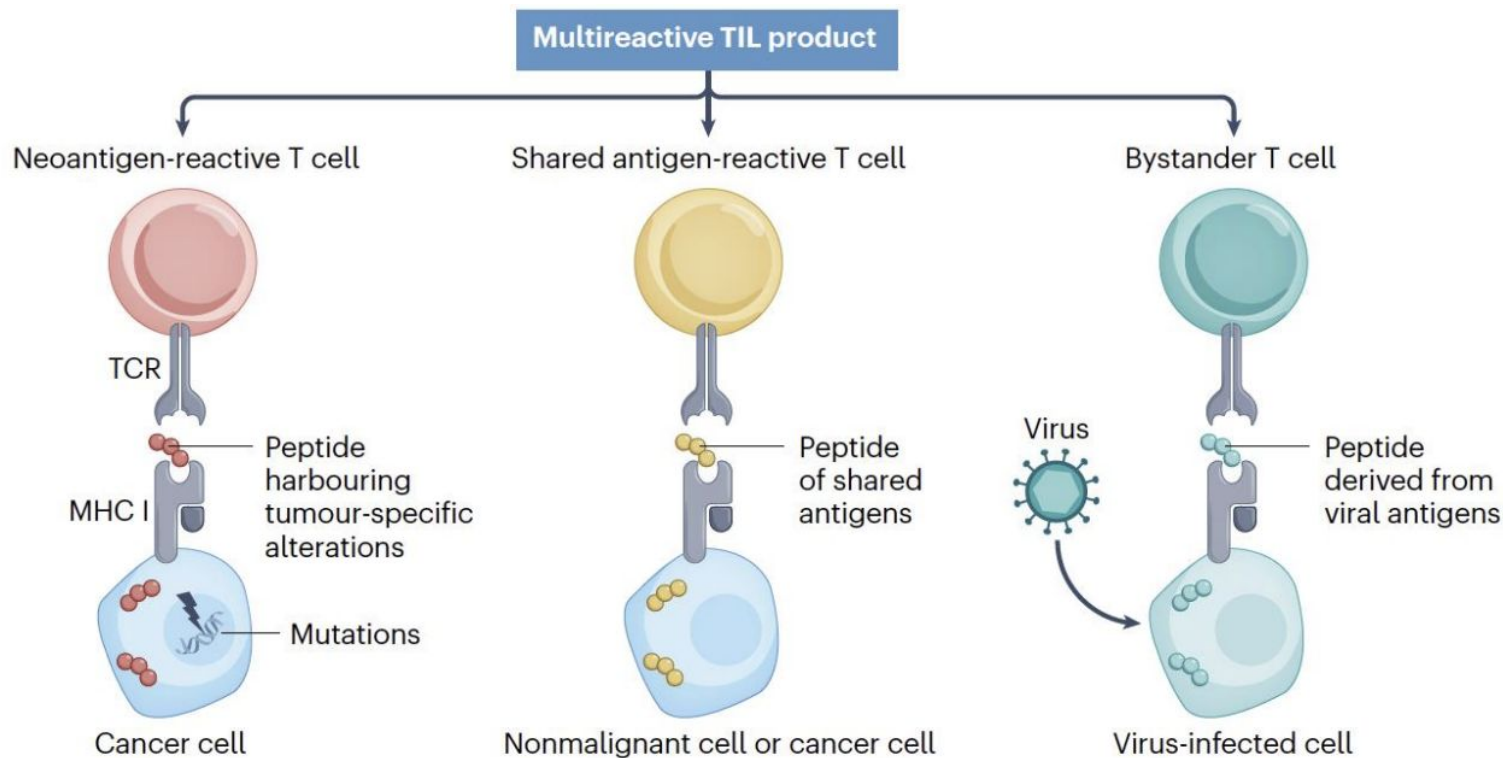 Multireactive TIL product
Neoantigen-reactive T cell
Shared antigen-reactive T cell
Bystander T cell
TCR
Peptide
harbouring
tumour-specific
alterations
MHC I
Mutations
Cancer cell
Peptide
of shared
antigens
Nonmalignant cell or cancer cell
Virus
Peptide
derived from
viral antigens
Virus-infected cell